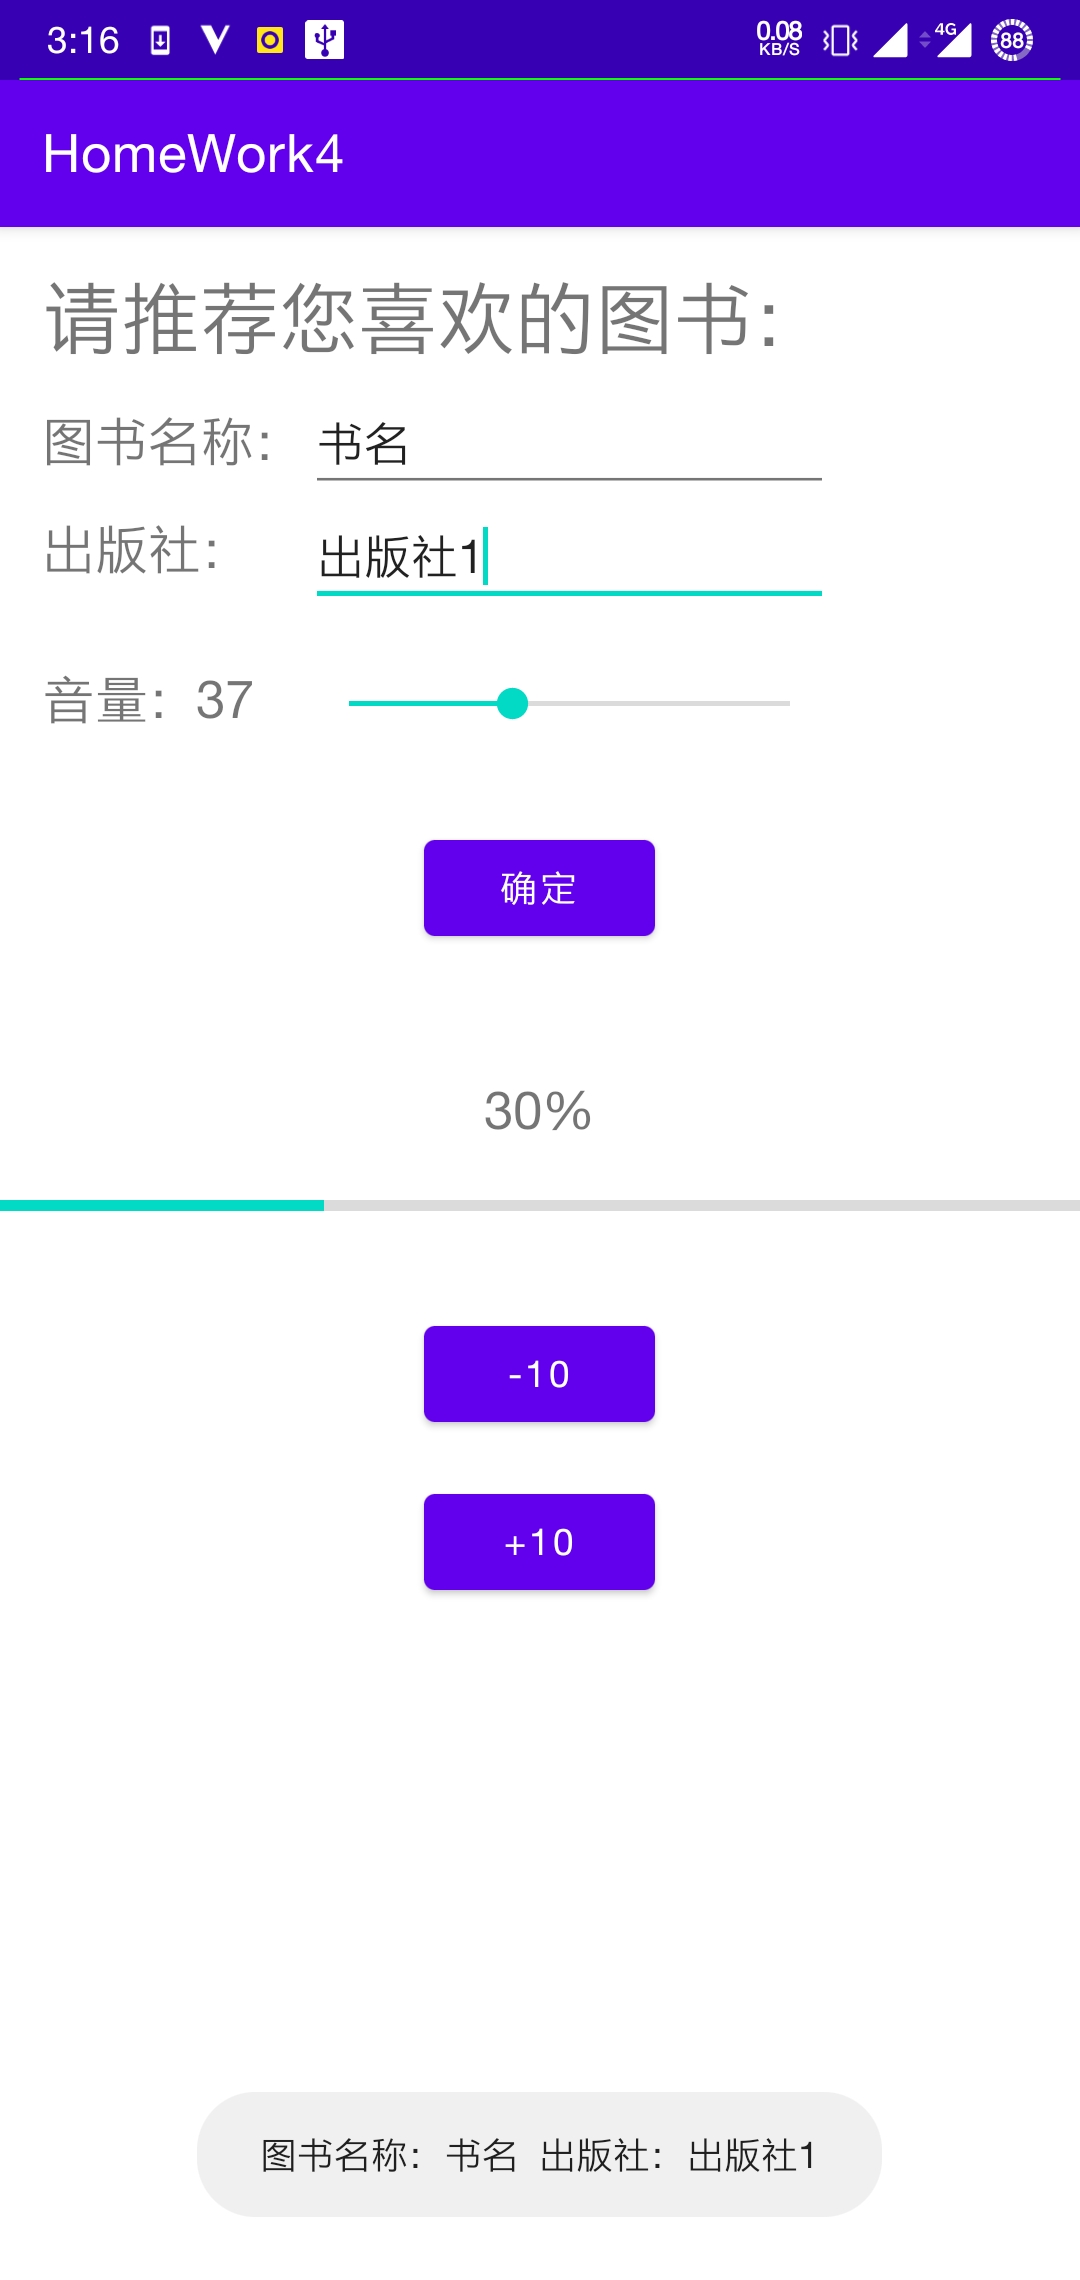 3:16 0.08 KB/S 4G 88
HomeWork4
请推荐您喜欢的图书：
图书名称： 书名
出版社： 出版社1
音量：37
确定
30%
-10
+10
图书名称：书名 出版社：出版社1